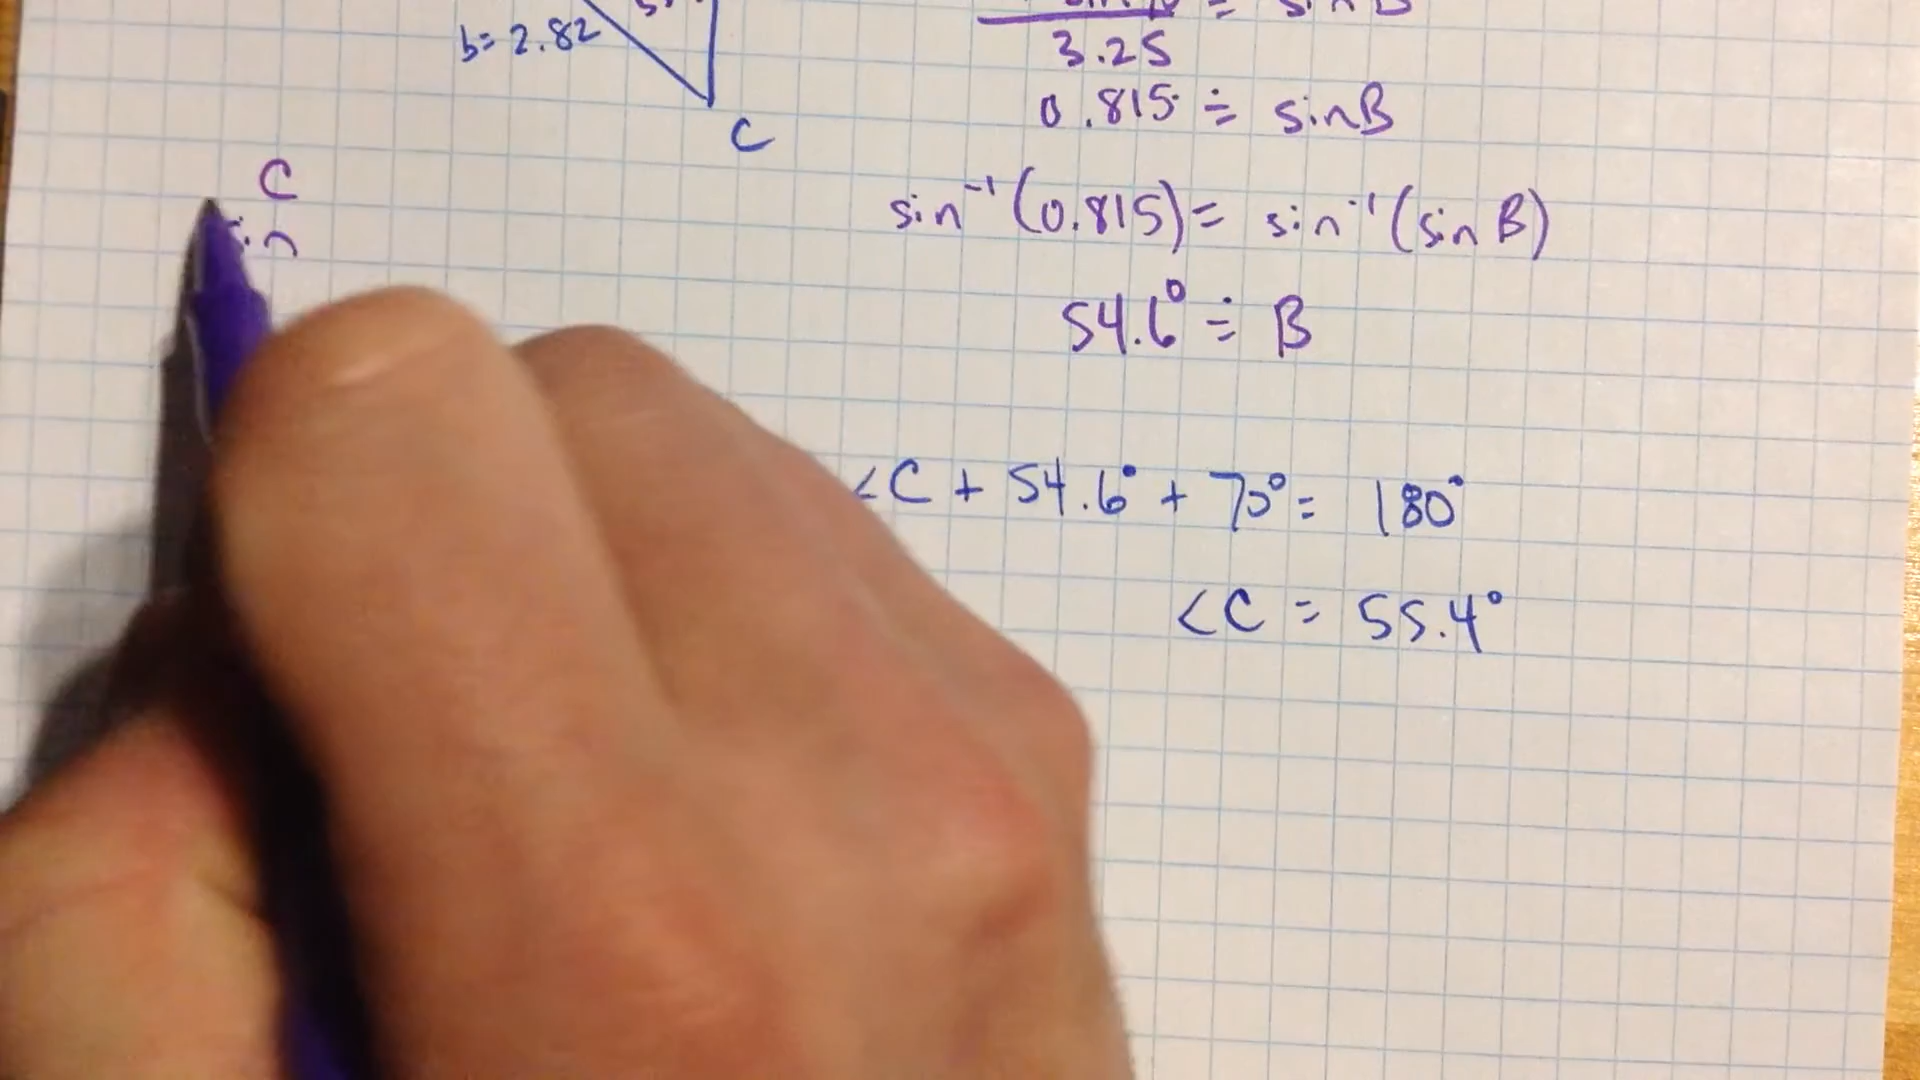 b= 2.82
3.25
0.815 ≑ sinB
C
C
sin⁻¹(0.815) = sin⁻¹(sin B)
54.6° ≑ B
<C + 54.6° + 70° = 180°
<C = 55.4°